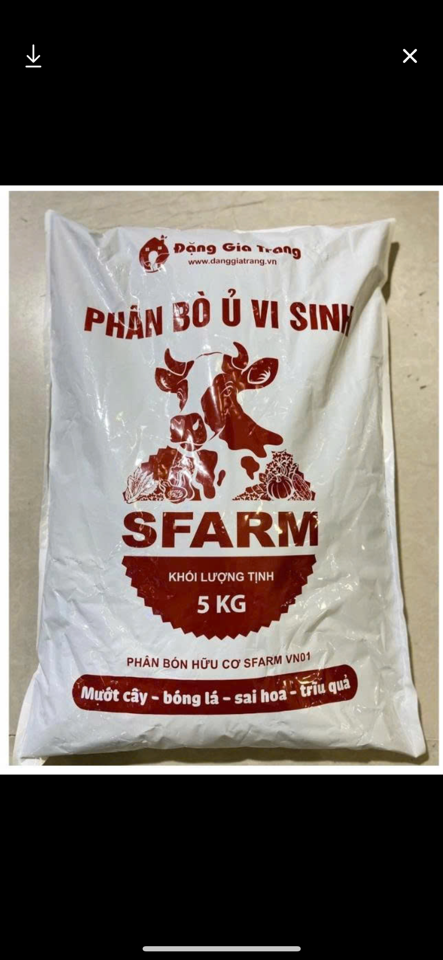 Đặng Gia Trang
www.danggiatrang.vn
PHÂN BÒ Ủ VI SINH
SFARM
KHỐI LƯỢNG TỊNH
5 KG
PHÂN BÓN HỮU CƠ SFARM VN01
Mướt cây - bóng lá - sai hoa - trĩu quả